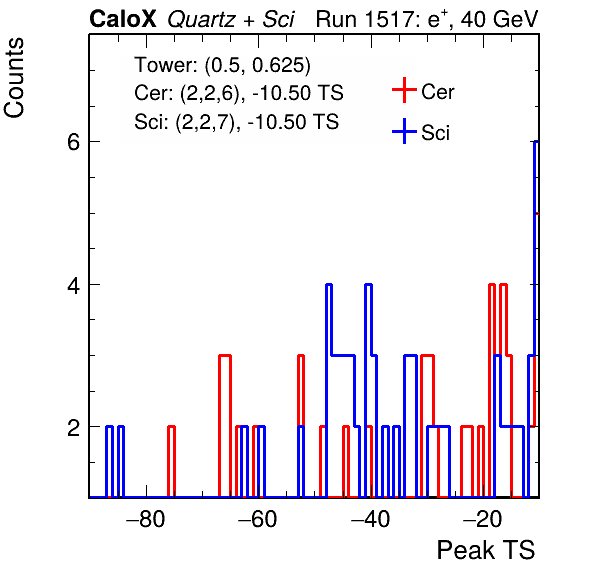 CaloX Quartz + Sci Run 1517: e⁺, 40 GeV
Counts
Tower: (0.5, 0.625)
Cer: (2,2,6), -10.50 TS
Sci: (2,2,7), -10.50 TS
Cer
Sci
6
4
2
−80 −60 −40 −20
Peak TS